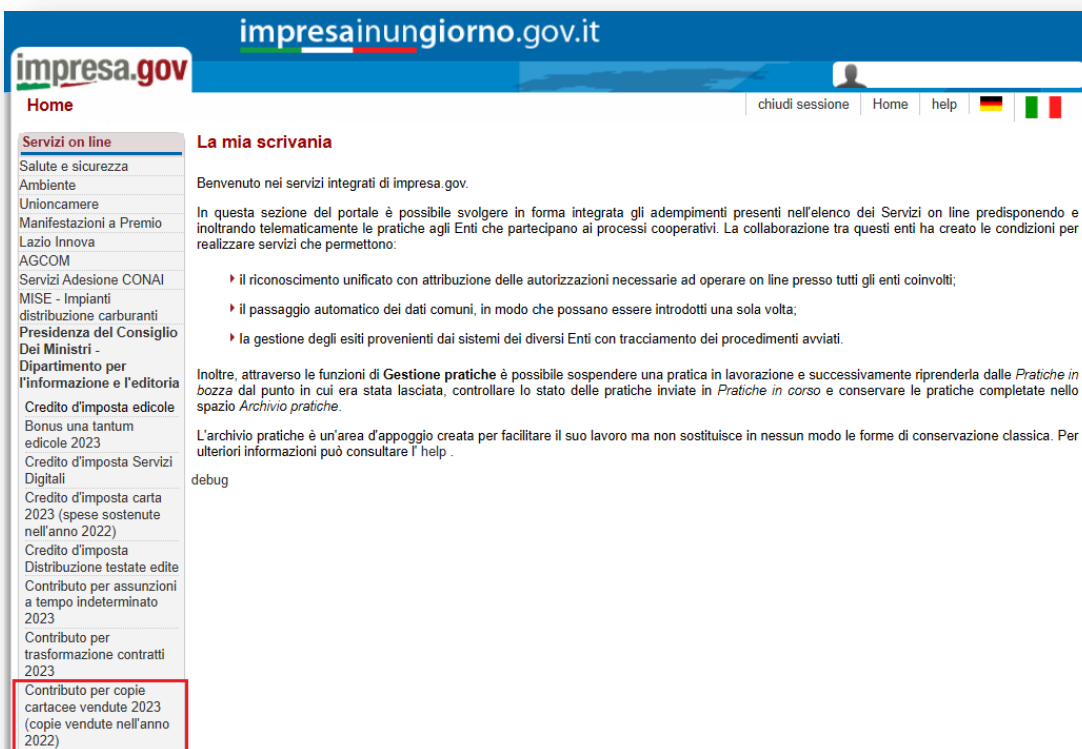 impresainungiorno.gov.it
impresa.gov
Home
chiudi sessione
Home
help
Servizi on line
Salute e sicurezza
Ambiente
Unioncamere
Manifestazioni a Premio
Lazio Innova
AGCOM
Servizi Adesione CONAI
MISE - Impianti
distribuzione carburanti
Presidenza del Consiglio
Dei Ministri -
Dipartimento per
l'informazione e l'editoria
Credito d'imposta edicole
Bonus una tantum
edicole 2023
Credito d'imposta Servizi
Digitali
Credito d'imposta carta
2023 (spese sostenute
nell'anno 2022)
Credito d'imposta
Distribuzione testate edite
Contributo per assunzioni
a tempo indeterminato
2023
Contributo per
trasformazione contratti
2023
Contributo per copie
cartacee vendute 2023
(copie vendute nell'anno
2022)
La mia scrivania
Benvenuto nei servizi integrati di impresa.gov.
In questa sezione del portale è possibile svolgere in forma integrata gli adempimenti presenti nell'elenco dei Servizi on line predisponendo e
inoltrando telematicamente le pratiche agli Enti che partecipano ai processi cooperativi. La collaborazione tra questi enti ha creato le condizioni per
realizzare servizi che permettono:
il riconoscimento unificato con attribuzione delle autorizzazioni necessarie ad operare on line presso tutti gli enti coinvolti;
il passaggio automatico dei dati comuni, in modo che possano essere introdotti una sola volta;
la gestione degli esiti provenienti dai sistemi dei diversi Enti con tracciamento dei procedimenti avviati.
Inoltre, attraverso le funzioni di Gestione pratiche è possibile sospendere una pratica in lavorazione e successivamente riprenderla dalle Pratiche in
bozza dal punto in cui era stata lasciata, controllare lo stato delle pratiche inviate in Pratiche in corso e conservare le pratiche completate nello
spazio Archivio pratiche.
L'archivio pratiche è un'area d'appoggio creata per facilitare il suo lavoro ma non sostituisce in nessun modo le forme di conservazione classica. Per
ulteriori informazioni può consultare l' help .
debug